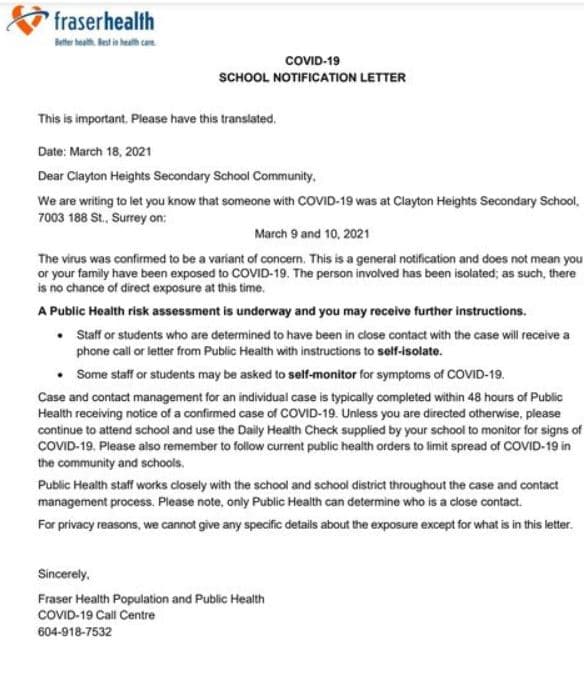 fraserhealth
Better health. Best in health care.
COVID-19
SCHOOL NOTIFICATION LETTER
This is important. Please have this translated.
Date: March 18, 2021
Dear Clayton Heights Secondary School Community,
We are writing to let you know that someone with COVID-19 was at Clayton Heights Secondary School,
7003 188 St., Surrey on:
March 9 and 10, 2021
The virus was confirmed to be a variant of concern. This is a general notification and does not mean you
or your family have been exposed to COVID-19. The person involved has been isolated; as such, there
is no chance of direct exposure at this time.
A Public Health risk assessment is underway and you may receive further instructions.
• Staff or students who are determined to have been in close contact with the case will receive a
phone call or letter from Public Health with instructions to self-isolate.
• Some staff or students may be asked to self-monitor for symptoms of COVID-19.
Case and contact management for an individual case is typically completed within 48 hours of Public
Health receiving notice of a confirmed case of COVID-19. Unless you are directed otherwise, please
continue to attend school and use the Daily Health Check supplied by your school to monitor for signs of
COVID-19. Please also remember to follow current public health orders to limit spread of COVID-19 in
the community and schools.
Public Health staff works closely with the school and school district throughout the case and contact
management process. Please note, only Public Health can determine who is a close contact.
For privacy reasons, we cannot give any specific details about the exposure except for what is in this letter.
Sincerely,
Fraser Health Population and Public Health
COVID-19 Call Centre
604-918-7532